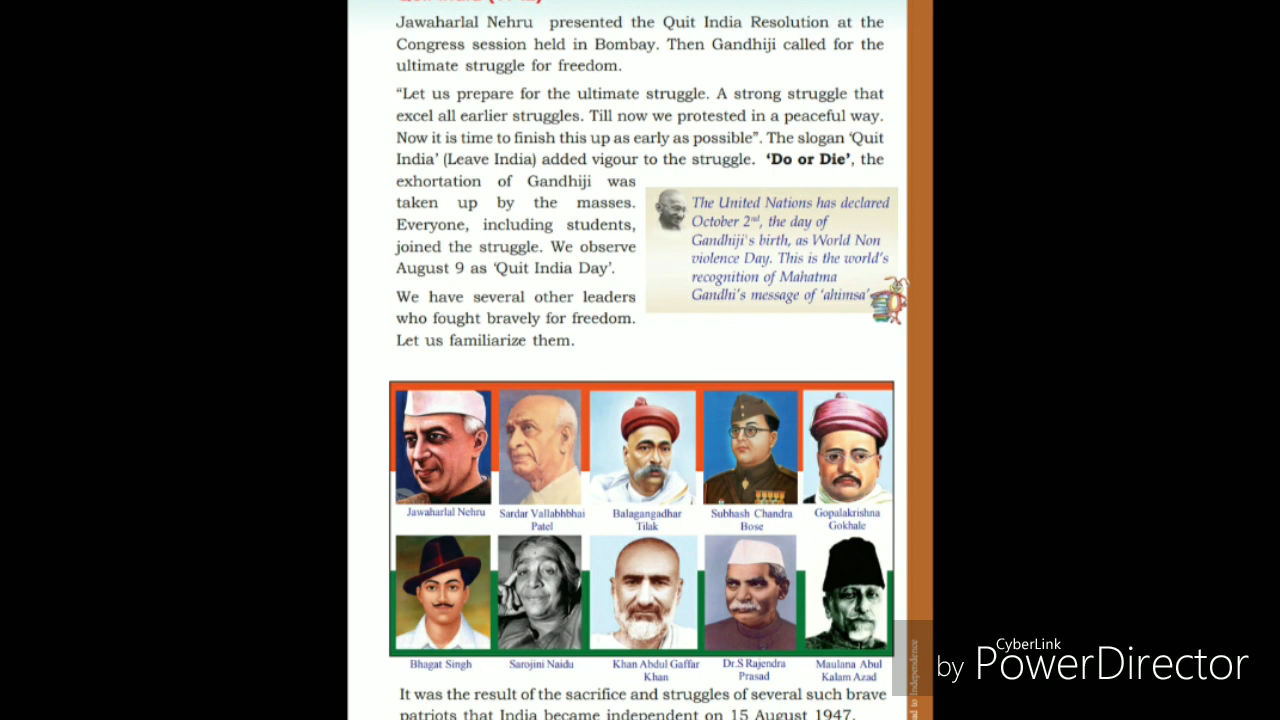 Quit India (1942)
Jawaharlal Nehru presented the Quit India Resolution at the
Congress session held in Bombay. Then Gandhiji called for the
ultimate struggle for freedom.
“Let us prepare for the ultimate struggle. A strong struggle that
excel all earlier struggles. Till now we protested in a peaceful way.
Now it is time to finish this up as early as possible”. The slogan ‘Quit
India’ (Leave India) added vigour to the struggle. ‘Do or Die’, the
exhortation of Gandhiji was
taken up by the masses.
Everyone, including students,
joined the struggle. We observe
August 9 as ‘Quit India Day’.
We have several other leaders
who fought bravely for freedom.
Let us familiarize them.
The United Nations has declared
October 2nd, the day of
Gandhiji's birth, as World Non
violence Day. This is the world’s
recognition of Mahatma
Gandhi’s message of ‘ahimsa’
Jawaharlal Nehru
Sardar Vallabhbhai
Patel
Balagangadhar
Tilak
Subhash Chandra
Bose
Gopalakrishna
Gokhale
Bhagat Singh
Sarojini Naidu
Khan Abdul Gaffar
Khan
Dr.S Rajendra
Prasad
Maulana Abul
Kalam Azad
It was the result of the sacrifice and struggles of several such brave
patriots that India became independent on 15 August 1947.
to Independence
CyberLink
by PowerDirector